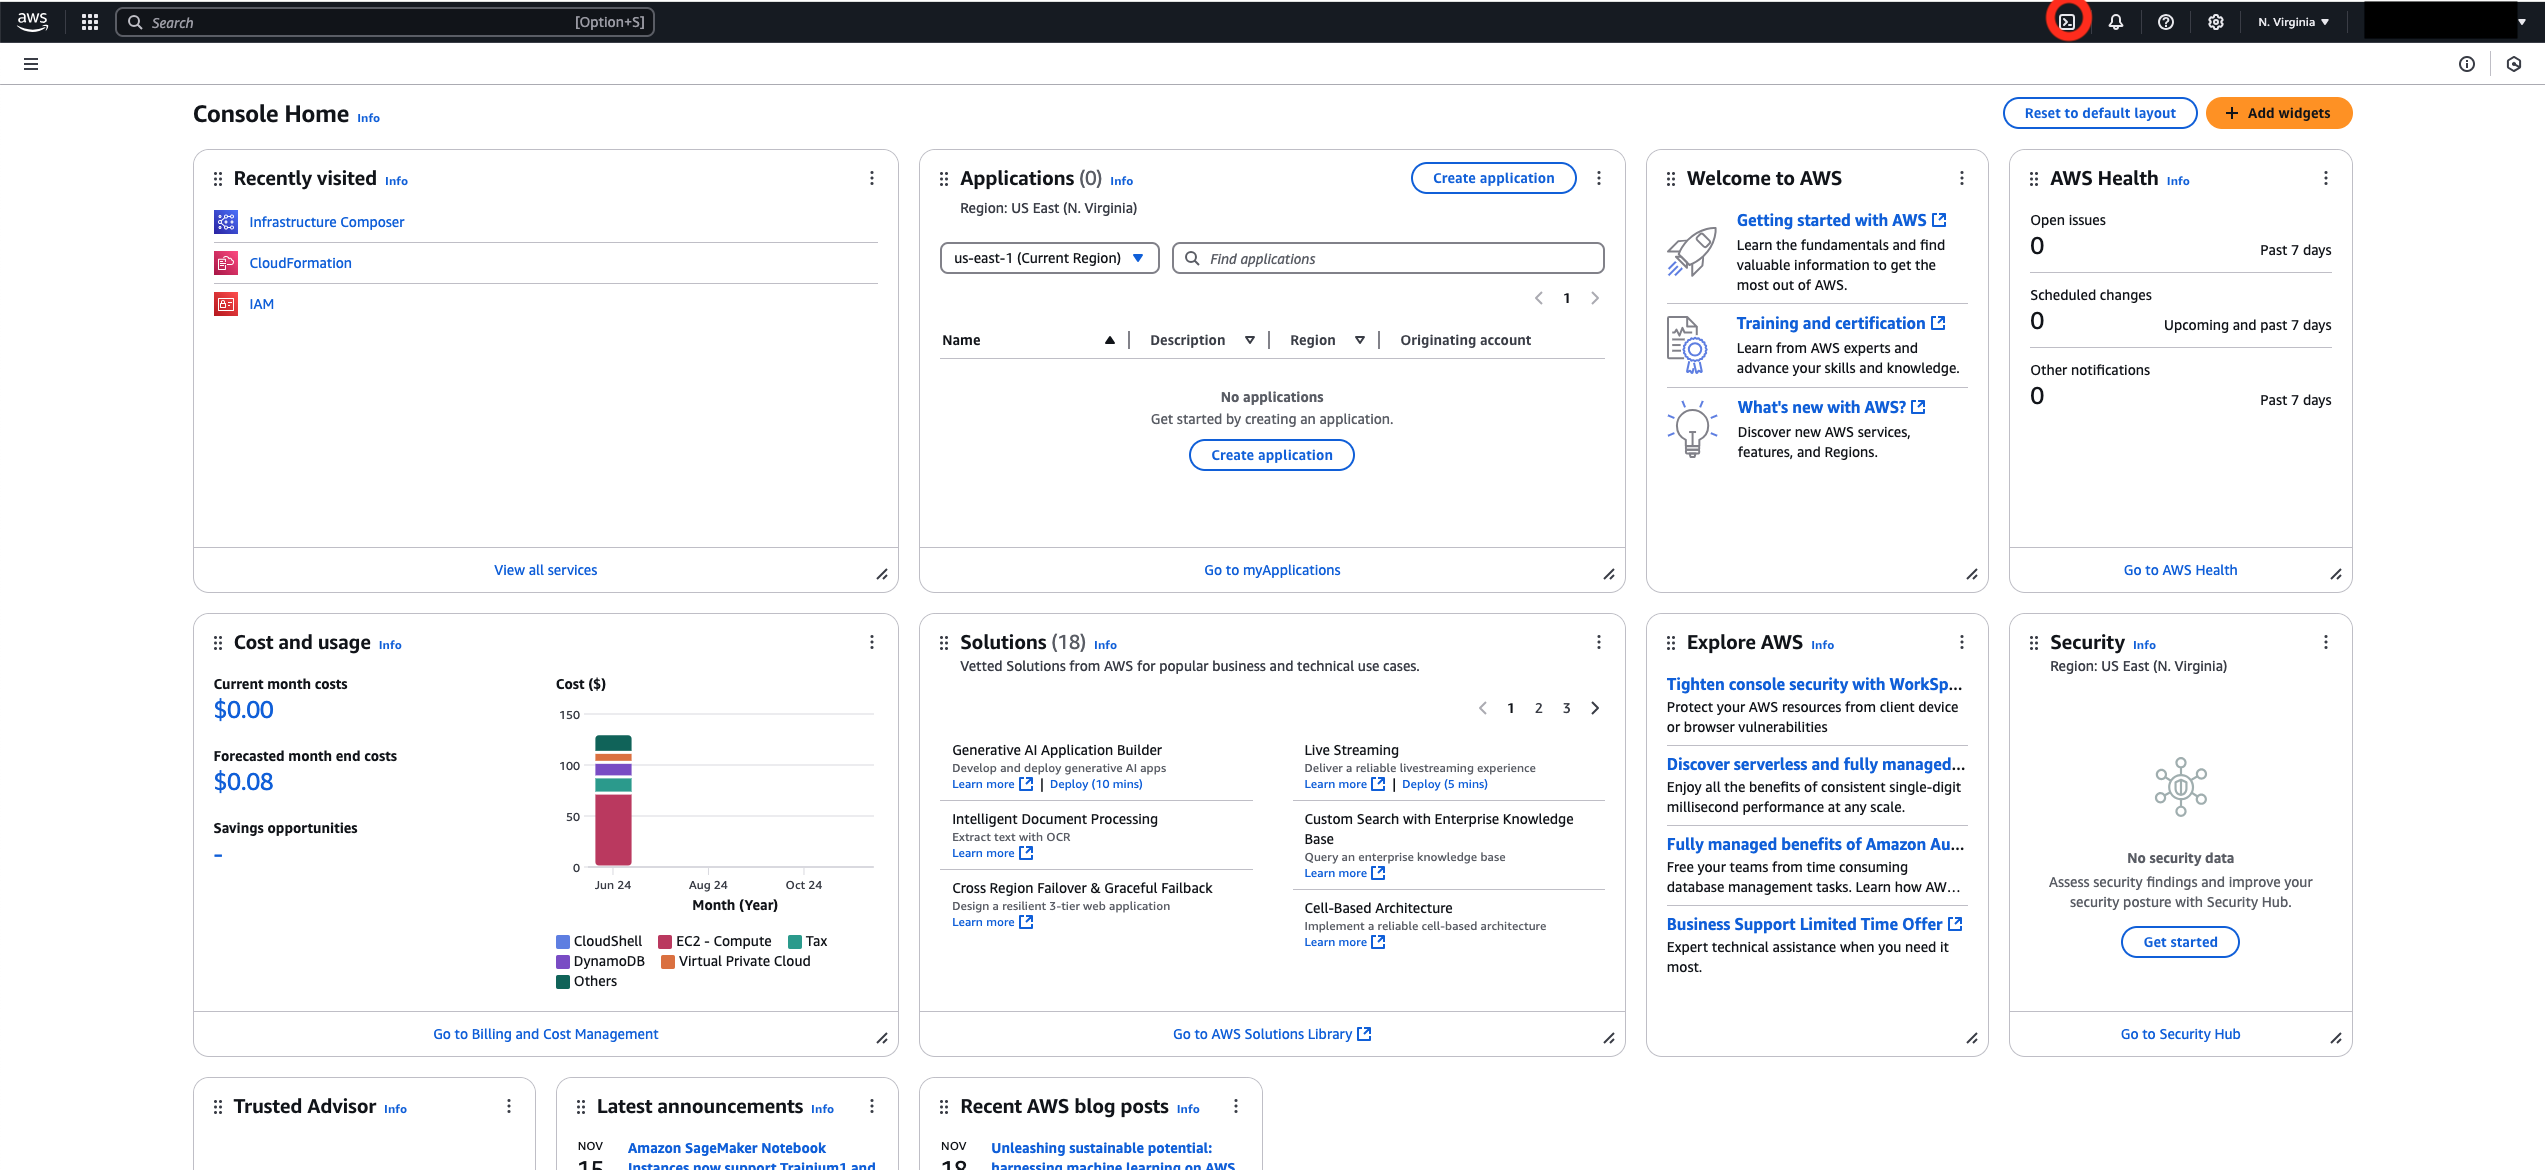 aws
Search [Option+S]
N. Virginia
Console Home Info
Reset to default layout
Add widgets
Recently visited Info
Infrastructure Composer
CloudFormation
IAM
View all services
Applications (0) Info
Create application
Region: US East (N. Virginia)
us-east-1 (Current Region)
Find applications
1
Name Description Region Originating account
No applications
Get started by creating an application.
Create application
Go to myApplications
Welcome to AWS
Getting started with AWS
Learn the fundamentals and find
valuable information to get the
most out of AWS.
Training and certification
Learn from AWS experts and
advance your skills and knowledge.
What's new with AWS?
Discover new AWS services,
features, and Regions.
AWS Health Info
Open issues
0 Past 7 days
Scheduled changes
0 Upcoming and past 7 days
Other notifications
0 Past 7 days
Go to AWS Health
Cost and usage Info
Current month costs
$0.00
Forecasted month end costs
$0.08
Savings opportunities
-
Cost ($)
150
100
50
0
Jun 24 Aug 24 Oct 24
Month (Year)
CloudShell EC2 - Compute Tax
DynamoDB Virtual Private Cloud
Others
Go to Billing and Cost Management
Solutions (18) Info
Vetted Solutions from AWS for popular business and technical use cases.
1 2 3
Generative AI Application Builder
Develop and deploy generative AI apps
Learn more | Deploy (10 mins)
Intelligent Document Processing
Extract text with OCR
Learn more
Cross Region Failover & Graceful Failback
Design a resilient 3-tier web application
Learn more
Live Streaming
Deliver a reliable livestreaming experience
Learn more | Deploy (5 mins)
Custom Search with Enterprise Knowledge
Base
Query an enterprise knowledge base
Learn more
Cell-Based Architecture
Implement a reliable cell-based architecture
Learn more
Go to AWS Solutions Library
Explore AWS Info
Tighten console security with WorkSp...
Protect your AWS resources from client device
or browser vulnerabilities
Discover serverless and fully managed...
Enjoy all the benefits of consistent single-digit
millisecond performance at any scale.
Fully managed benefits of Amazon Au...
Free your teams from time consuming
database management tasks. Learn how AW...
Business Support Limited Time Offer
Expert technical assistance when you need it
most.
Security Info
Region: US East (N. Virginia)
No security data
Assess security findings and improve your
security posture with Security Hub.
Get started
Go to Security Hub
Trusted Advisor Info
Latest announcements Info
NOV
15
Amazon SageMaker Notebook
Instances now support Trainium1 and
Recent AWS blog posts Info
NOV
18
Unleashing sustainable potential:
harnessing machine learning on AWS